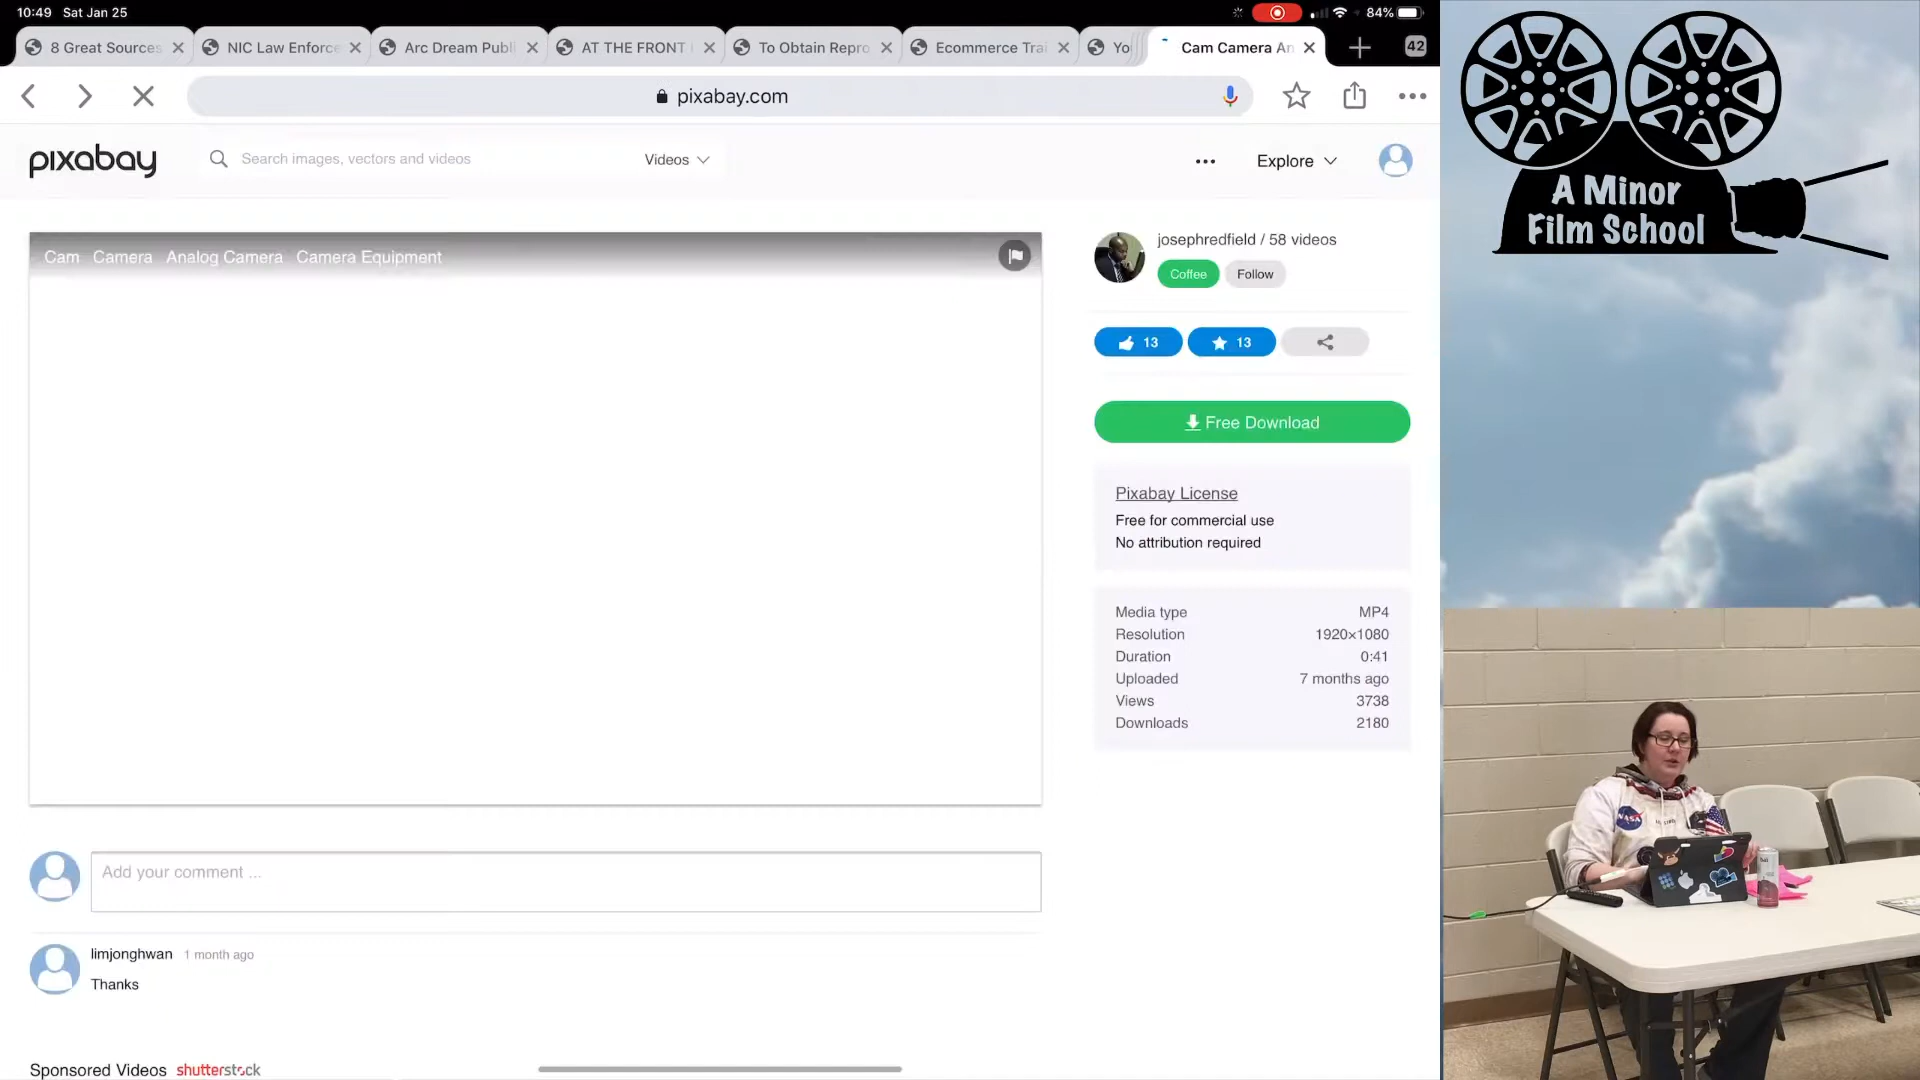 10:49 Sat Jan 25
84%
8 Great Sources
NIC Law Enforce
Arc Dream Publi
AT THE FRONT
To Obtain Repro
Ecommerce Trai
Yo
Cam Camera An
42
pixabay.com
pixabay
Search images, vectors and videos
Videos
Explore
Cam Camera Analog Camera Camera Equipment
josephredfield / 58 videos
Coffee
Follow
13
13
Free Download
Pixabay License
Free for commercial use
No attribution required
Media type MP4
Resolution 1920×1080
Duration 0:41
Uploaded 7 months ago
Views 3738
Downloads 2180
Add your comment ...
limjonghwan 1 month ago
Thanks
Sponsored Videos shutterstock
A Minor
Film School
NASA